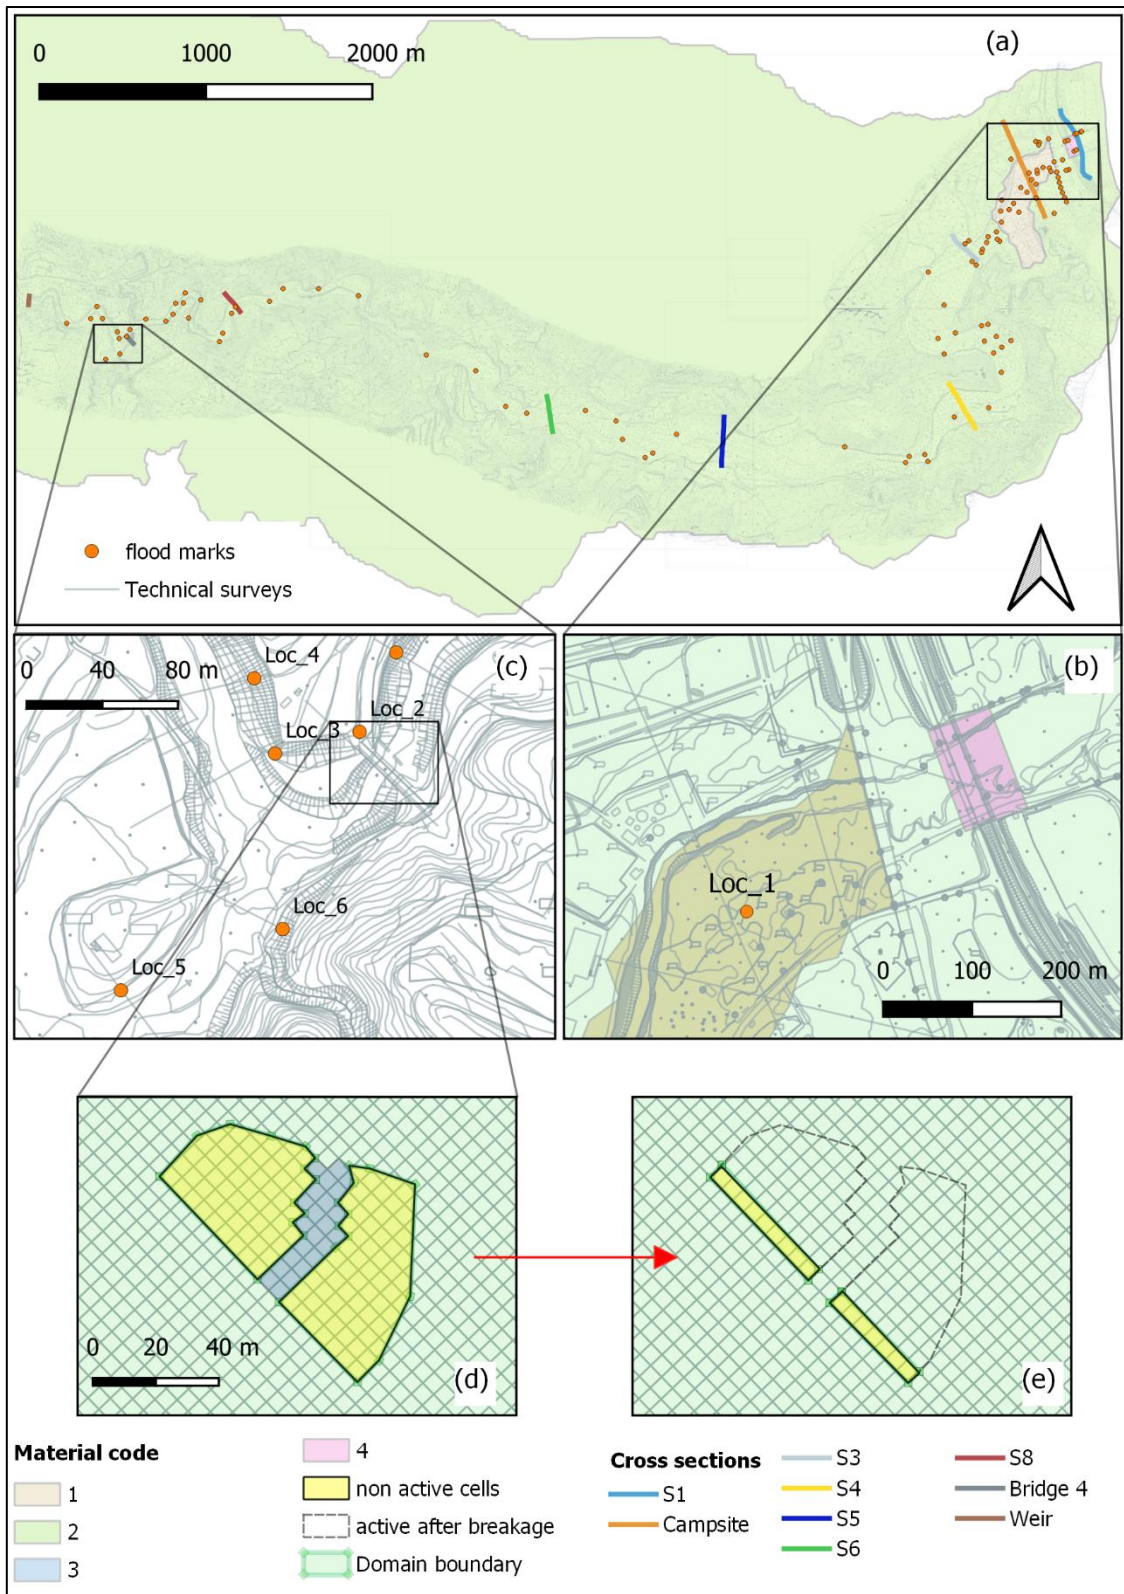 (a)
0 1000 2000 m
flood marks
Technical surveys
(c)
0 40 80 m
Loc_4
Loc_2
Loc_3
Loc_6
Loc_5
(b)
Loc_1
0 100 200 m
0 20 40 m
(d)
(e)
Material code
1
2
3
4
non active cells
active after breakage
Domain boundary
Cross sections
S1
Campsite
S3
S4
S5
S6
S8
Bridge 4
Weir